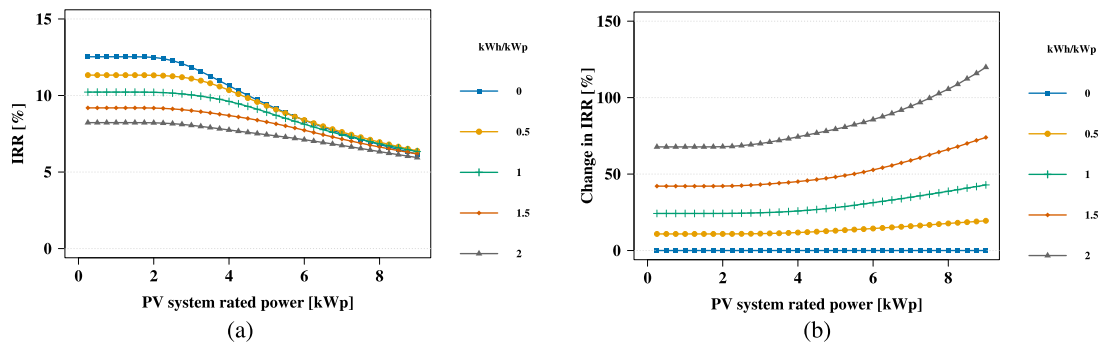 15
10
5
0
IRR [%]
0 2 4 6 8
PV system rated power [kWp]
(a)
kWh/kWp
0
0.5
1
1.5
2
150
100
50
0
Change in IRR [%]
0 2 4 6 8
PV system rated power [kWp]
(b)
kWh/kWp
0
0.5
1
1.5
2